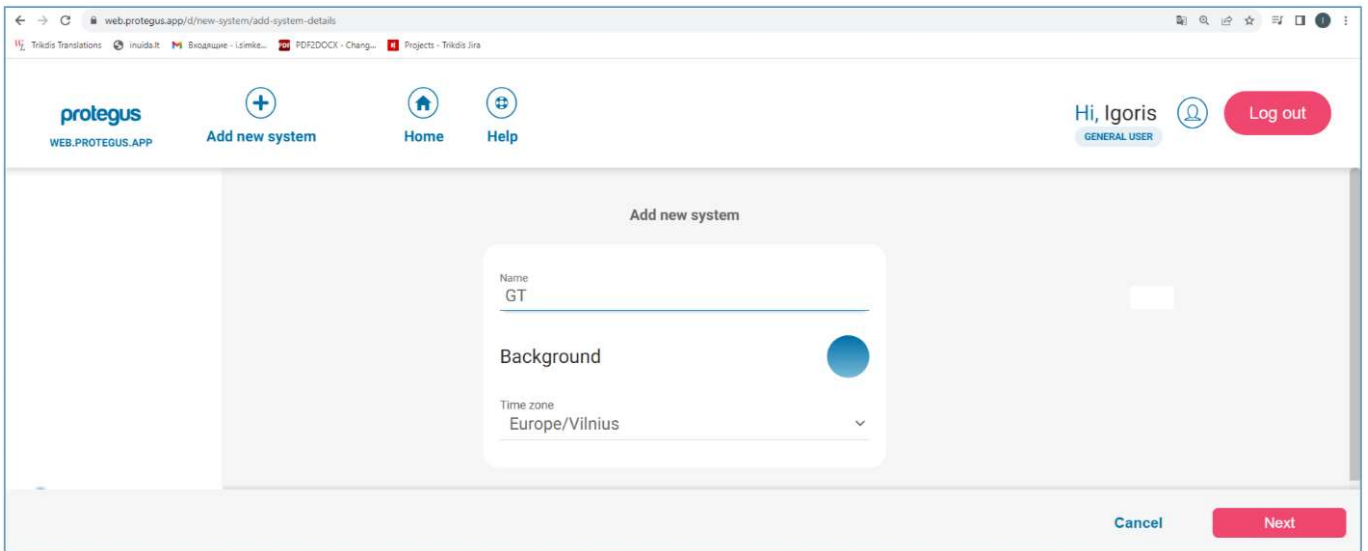 web.protegus.app/d/new-system/add-system-details
Trikdis Translations inuida.lt Входящие - i.simke... PDF2DOCX - Chang... Projects - Trikdis Jira
protegus
WEB.PROTEGUS.APP
Add new system
Home
Help
Hi, Igoris
GENERAL USER
Log out
Add new system
Name
GT
Background
Time zone
Europe/Vilnius
Cancel
Next